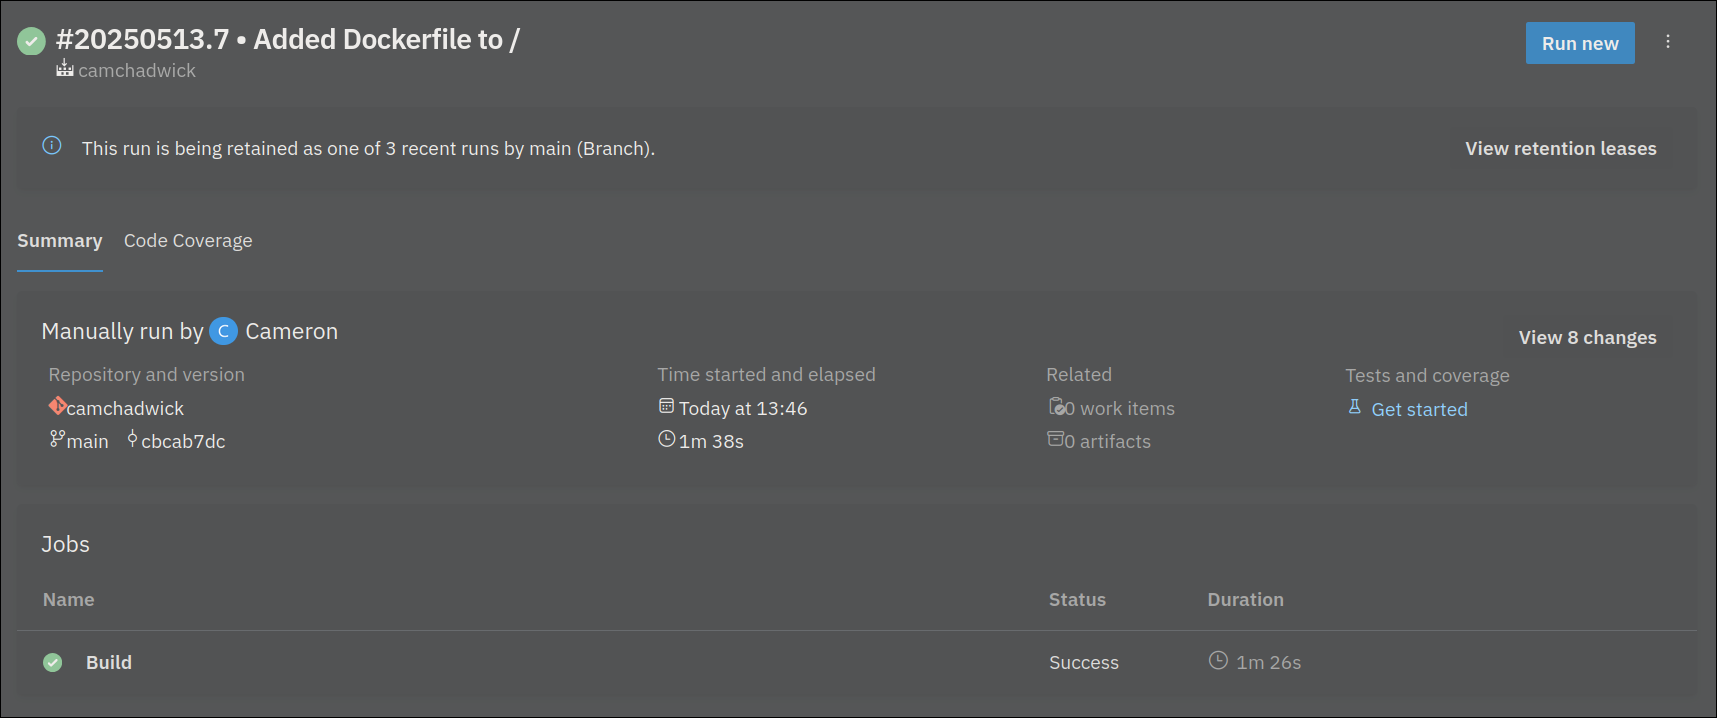 #20250513.7 • Added Dockerfile to /
Run new
camchadwick
This run is being retained as one of 3 recent runs by main (Branch).
View retention leases
Summary
Code Coverage
Manually run by C Cameron
View 8 changes
Repository and version
camchadwick
main cbcab7dc
Time started and elapsed
Today at 13:46
1m 38s
Related
0 work items
0 artifacts
Tests and coverage
Get started
Jobs
Name Status Duration
Build Success 1m 26s